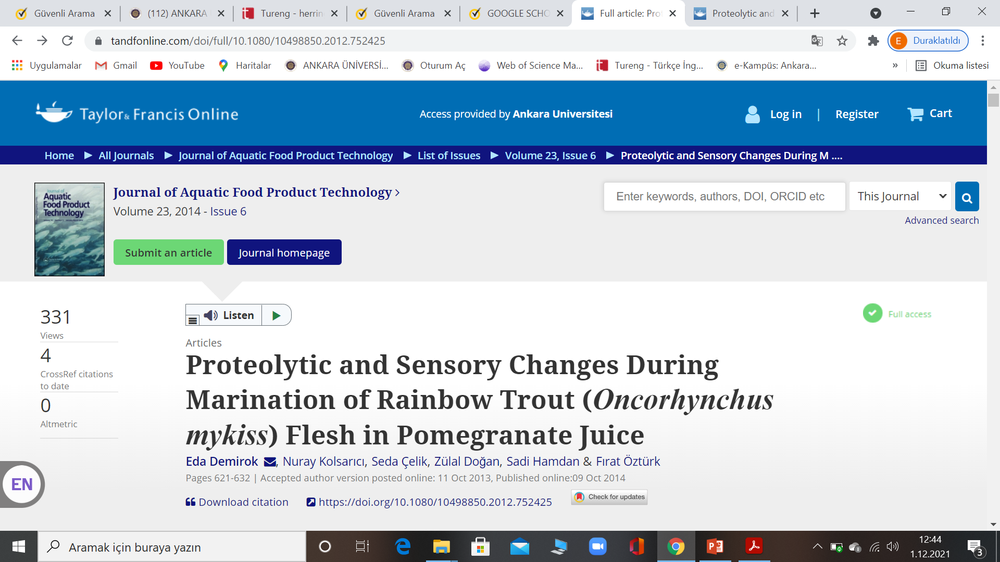 Güvenli Arama
(112) ANKARA
Tureng - herrin
Güvenli Arama
GOOGLE SCHO
Full article: Pro
Proteolytic and
tandfonline.com/doi/full/10.1080/10498850.2012.752425
E Duraklatıldı
Uygulamalar
Gmail
YouTube
Haritalar
ANKARA ÜNİVERSİ...
Oturum Aç
Web of Science Ma...
Tureng - Türkçe İng...
e-Kampüs: Ankara...
»
Okuma listesi
Taylor & Francis Online
Access provided by Ankara Universitesi
Log in | Register
Cart
Home ▶ All Journals ▶ Journal of Aquatic Food Product Technology ▶ List of Issues ▶ Volume 23, Issue 6 ▶ Proteolytic and Sensory Changes During M ....
Journal of
Aquatic
Food Product
Technology
Journal of Aquatic Food Product Technology ›
Volume 23, 2014 - Issue 6
Submit an article
Journal homepage
Enter keywords, authors, DOI, ORCID etc
This Journal
Advanced search
331
Views
4
CrossRef citations
to date
0
Altmetric
Listen
Full access
Articles
Proteolytic and Sensory Changes During
Marination of Rainbow Trout (Oncorhynchus
mykiss) Flesh in Pomegranate Juice
Eda Demirok, Nuray Kolsarıcı, Seda Çelik, Zülal Doğan, Sadi Hamdan & Fırat Öztürk
Pages 621-632 | Accepted author version posted online: 11 Oct 2013, Published online:09 Oct 2014
Download citation
https://doi.org/10.1080/10498850.2012.752425
Check for updates
EN
Aramak için buraya yazın
12:44
1.12.2021
3